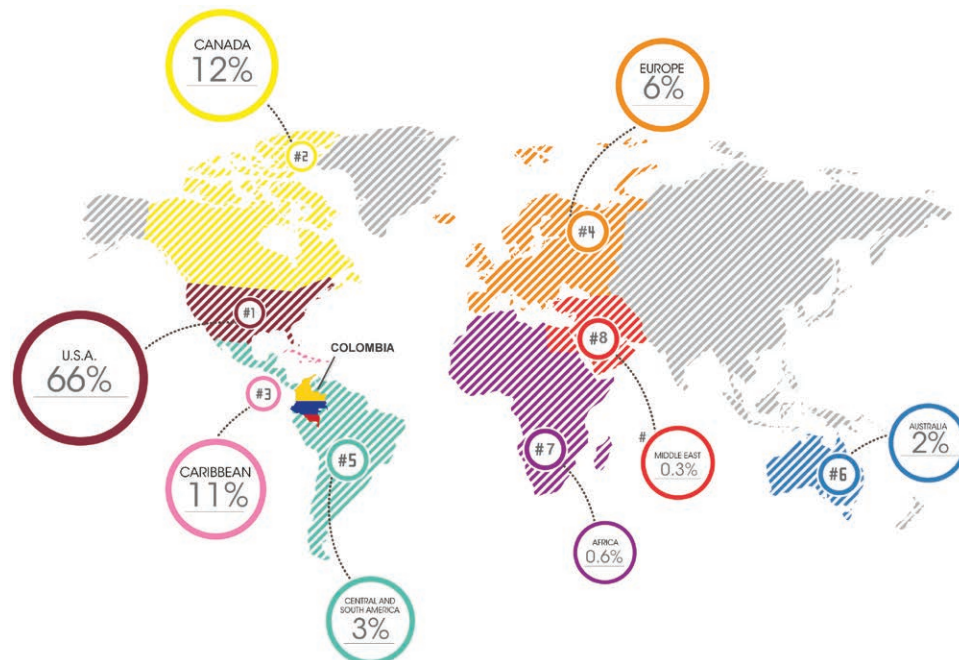 CANADA
12%
EUROPE
6%
#2
#4
#1
#8
U.S.A.
66%
COLOMBIA
#3
CARIBBEAN
11%
#5
#7
#
MIDDLE EAST
0.3%
AUSTRALIA
2%
#6
AFRICA
0.6%
CENTRAL AND
SOUTH AMERICA
3%